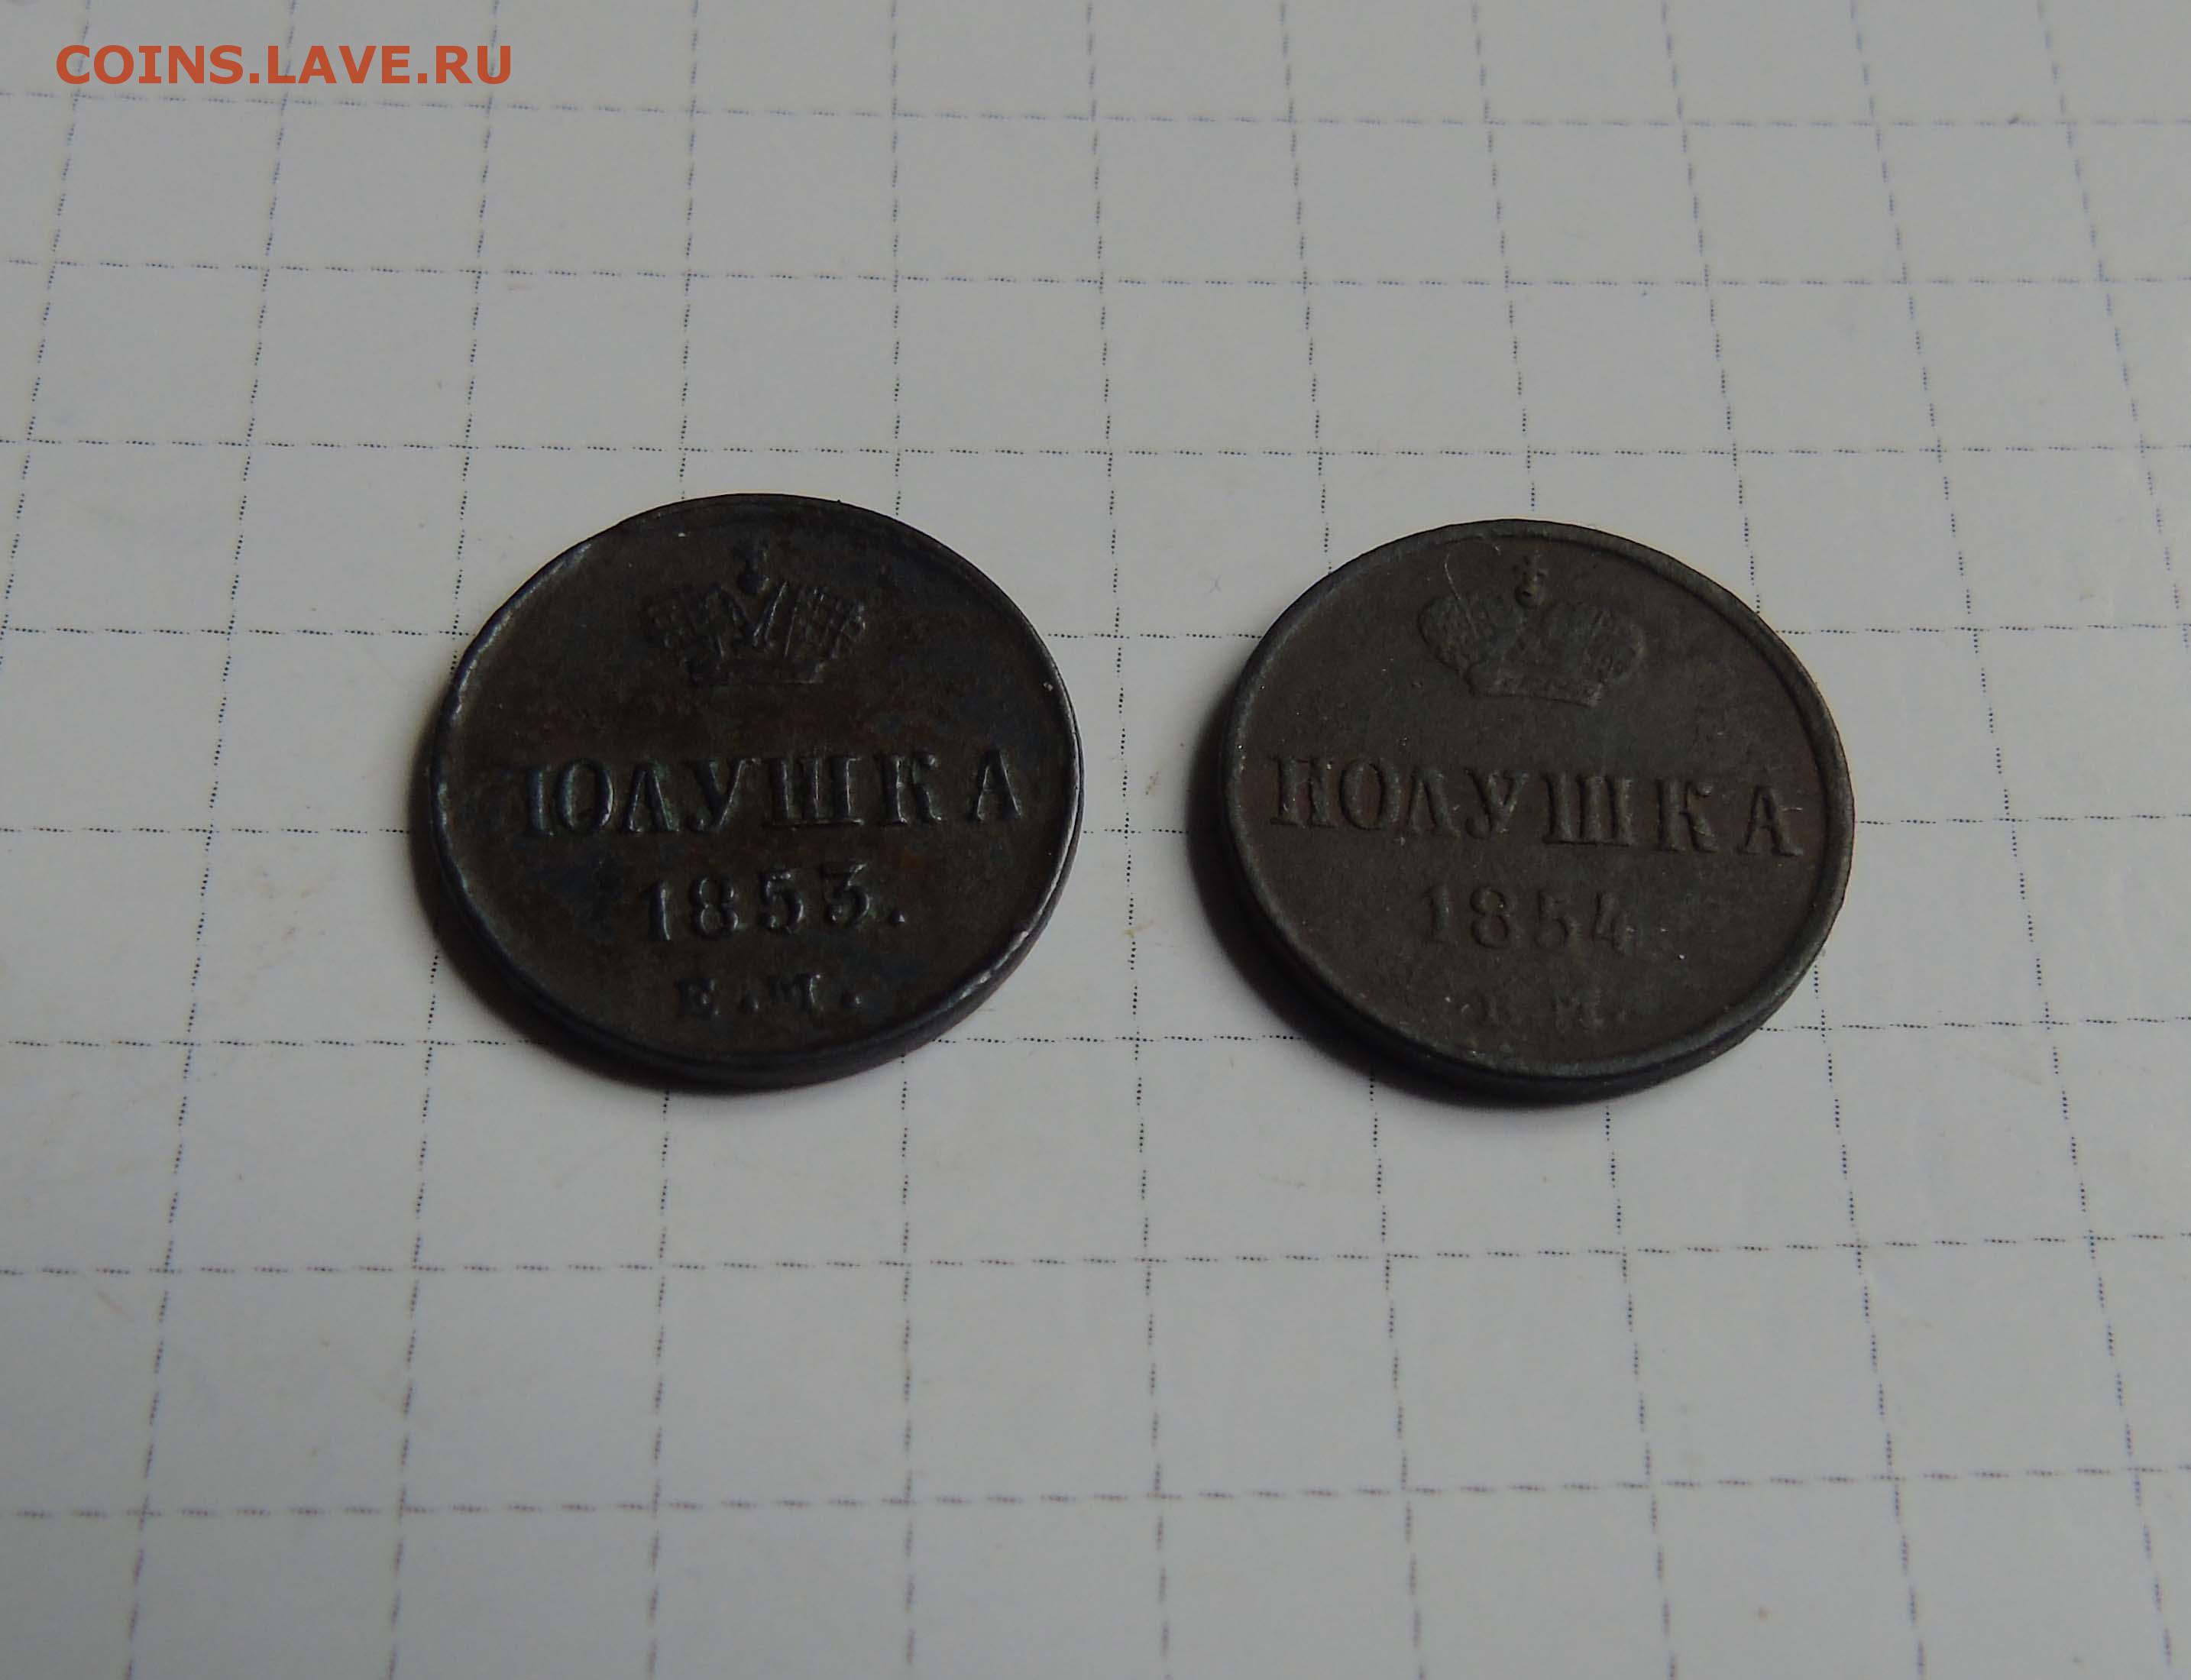 COINS.LAVE.RU
ПОЛУШКА
1853.
Е.М.
ПОЛУШКА
1854
Е.М.